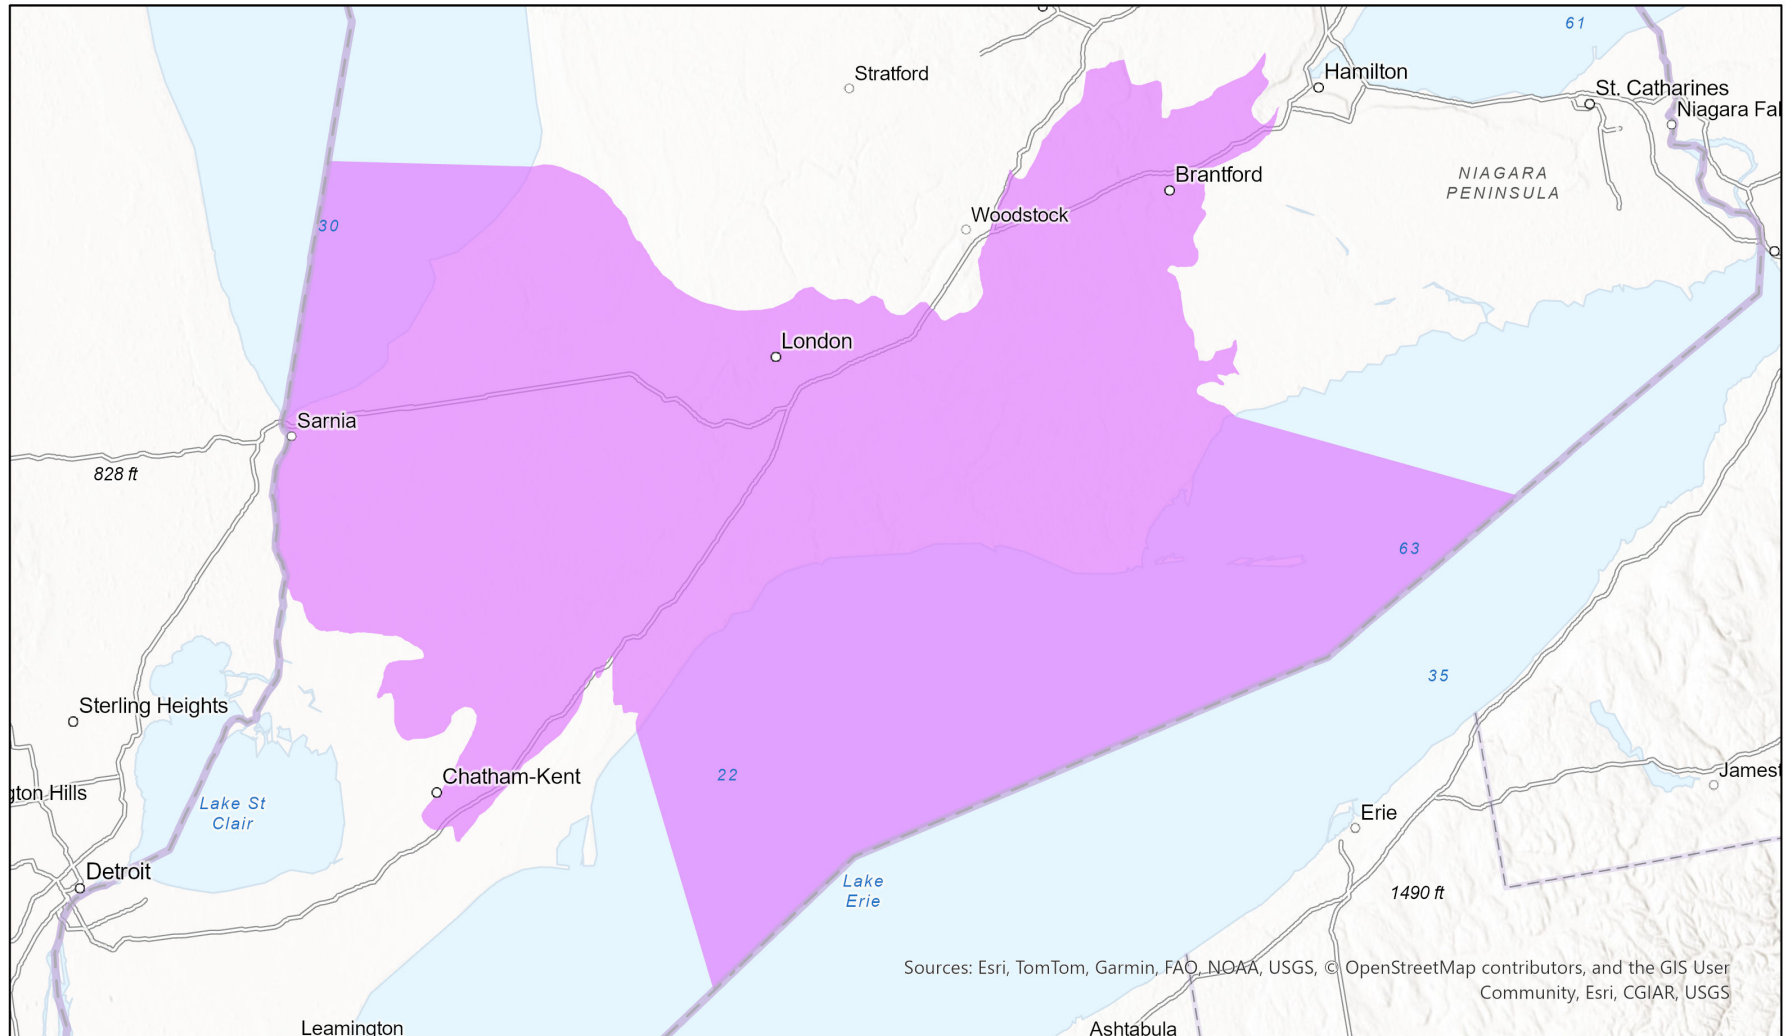 61
Stratford
Hamilton
St. Catharines
Niagara Fal
NIAGARA
PENINSULA
Brantford
Woodstock
30
London
Sarnia
828 ft
63
35
Sterling Heights
22
Chatham-Kent
James
gton Hills
Lake St
Clair
Erie
Detroit
Lake
Erie
1490 ft
Sources: Esri, TomTom, Garmin, FAO, NOAA, USGS, © OpenStreetMap contributors, and the GIS User
Community, Esri, CGIAR, USGS
Leamington
Ashtabula